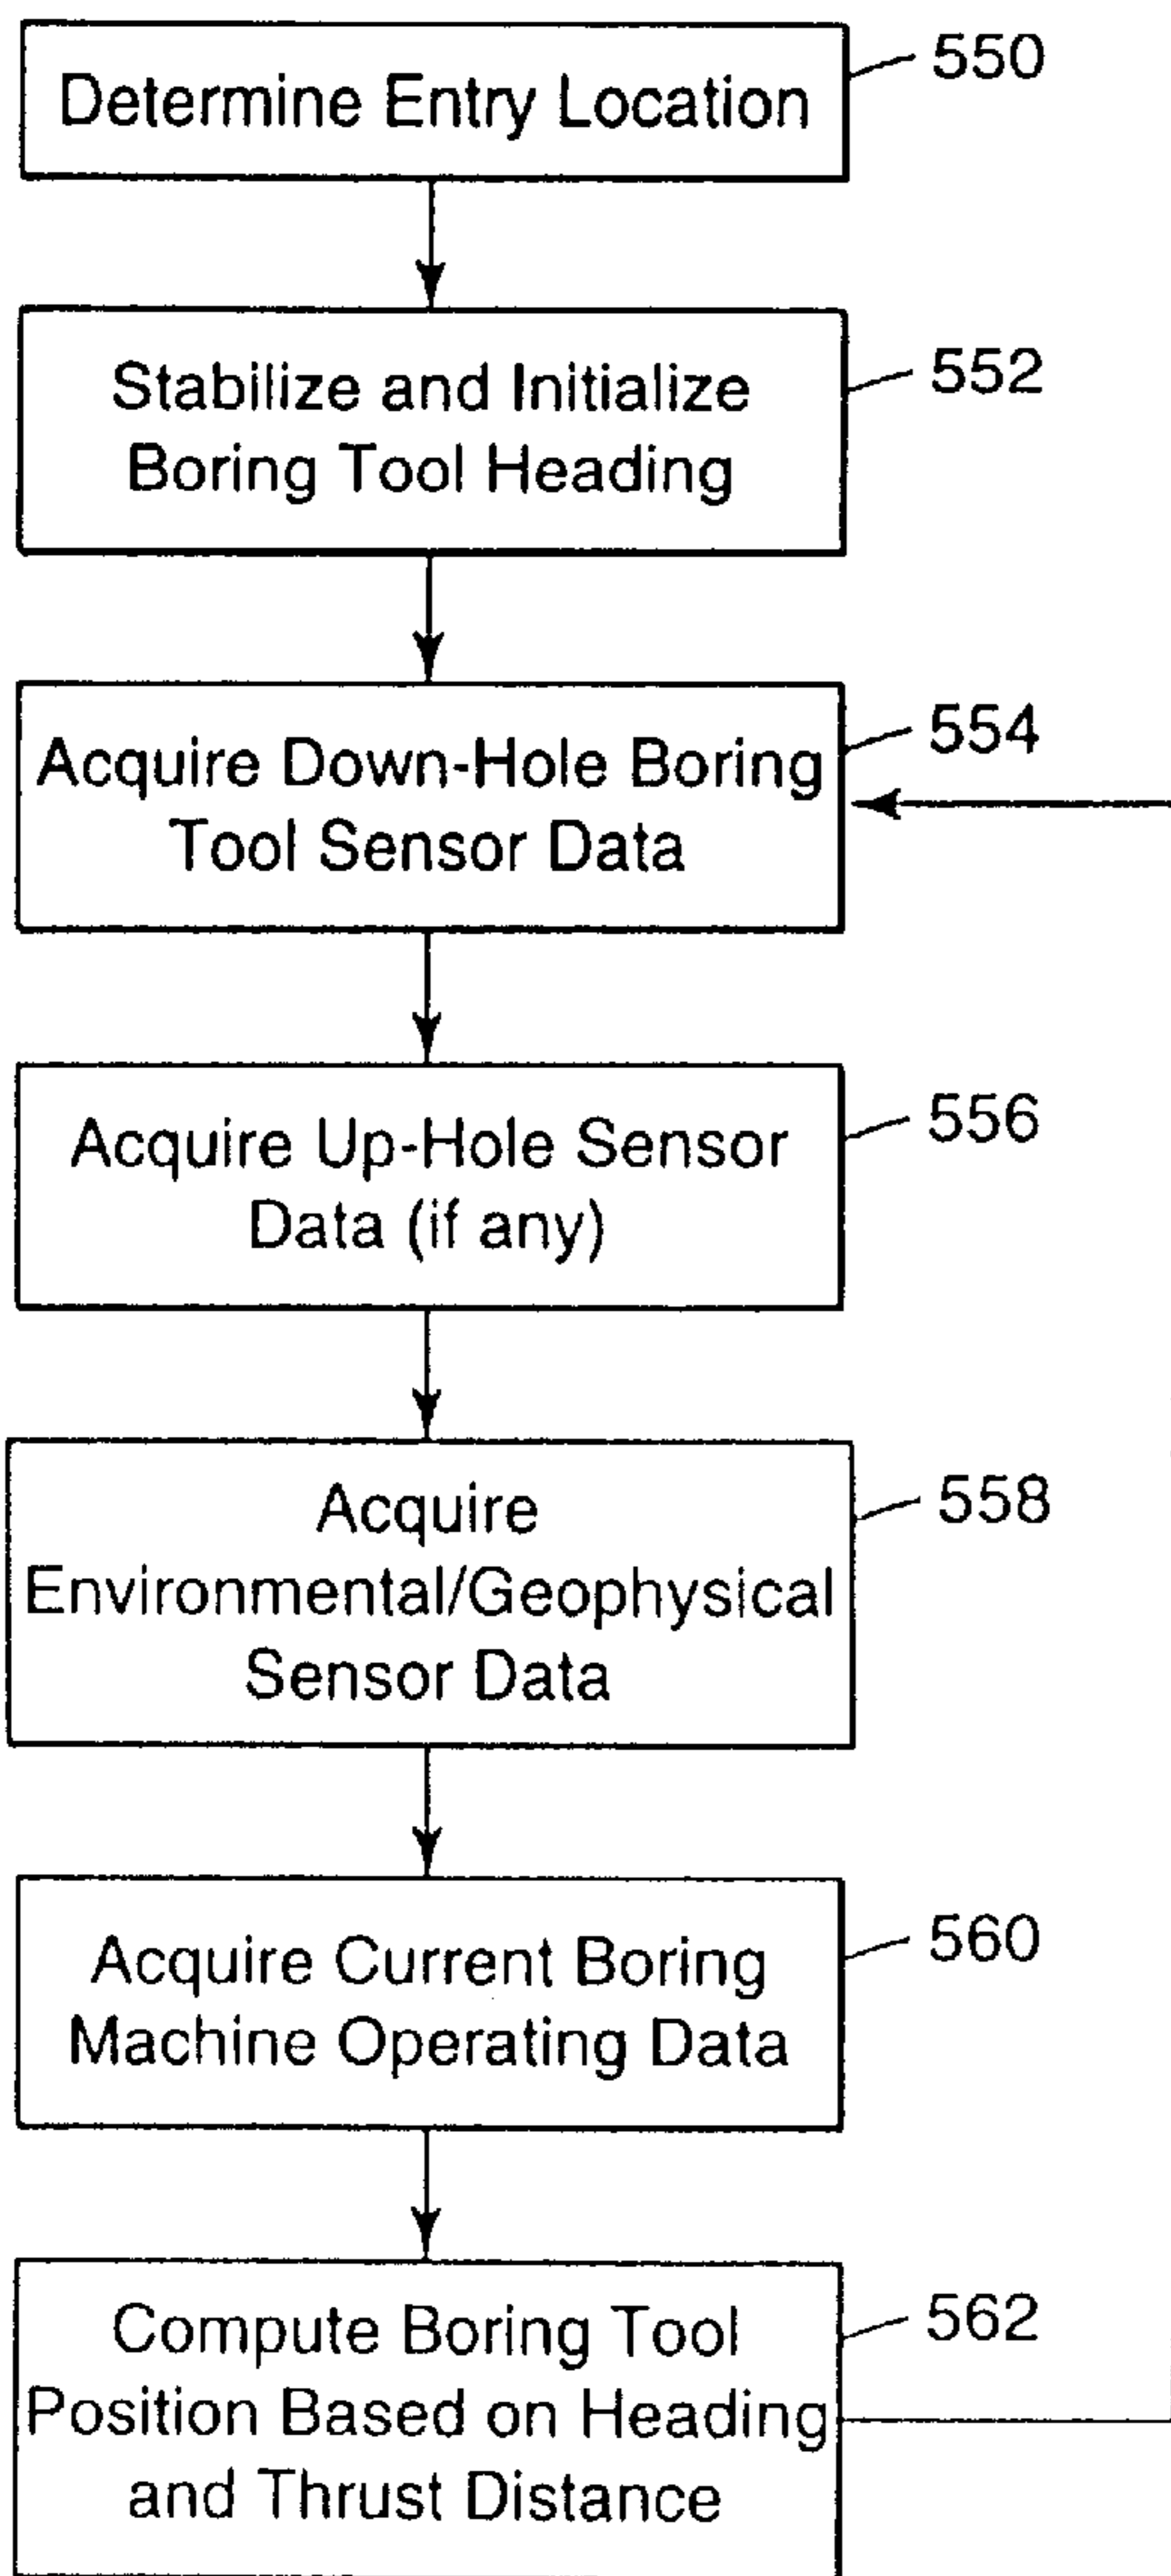 Determine Entry Location
550
Stabilize and Initialize
Boring Tool Heading
552
Acquire Down-Hole Boring
Tool Sensor Data
554
Acquire Up-Hole Sensor
Data (if any)
556
Acquire
Environmental/Geophysical
Sensor Data
558
Acquire Current Boring
Machine Operating Data
560
Compute Boring Tool
Position Based on Heading
and Thrust Distance
562